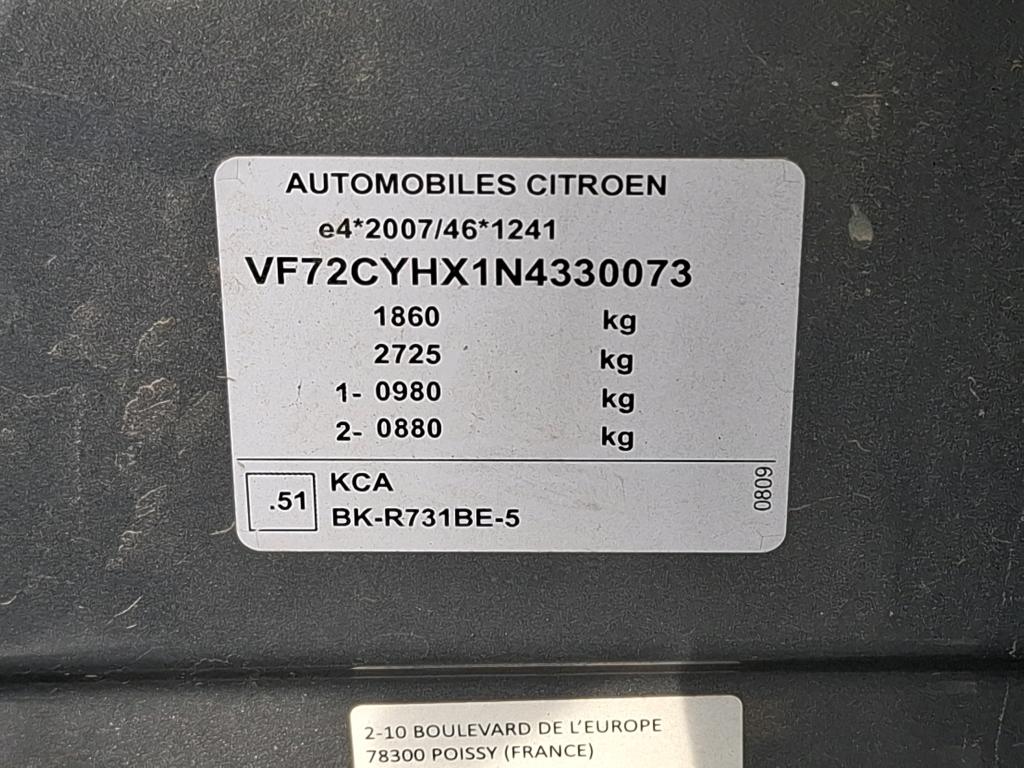 AUTOMOBILES CITROEN
e4*2007/46*1241
VF72CYHX1N4330073
1860 kg
2725 kg
1- 0980 kg
2- 0880 kg
.51
KCA
BK-R731BE-5
0809
2-10 BOULEVARD DE L'EUROPE
78300 POISSY (FRANCE)